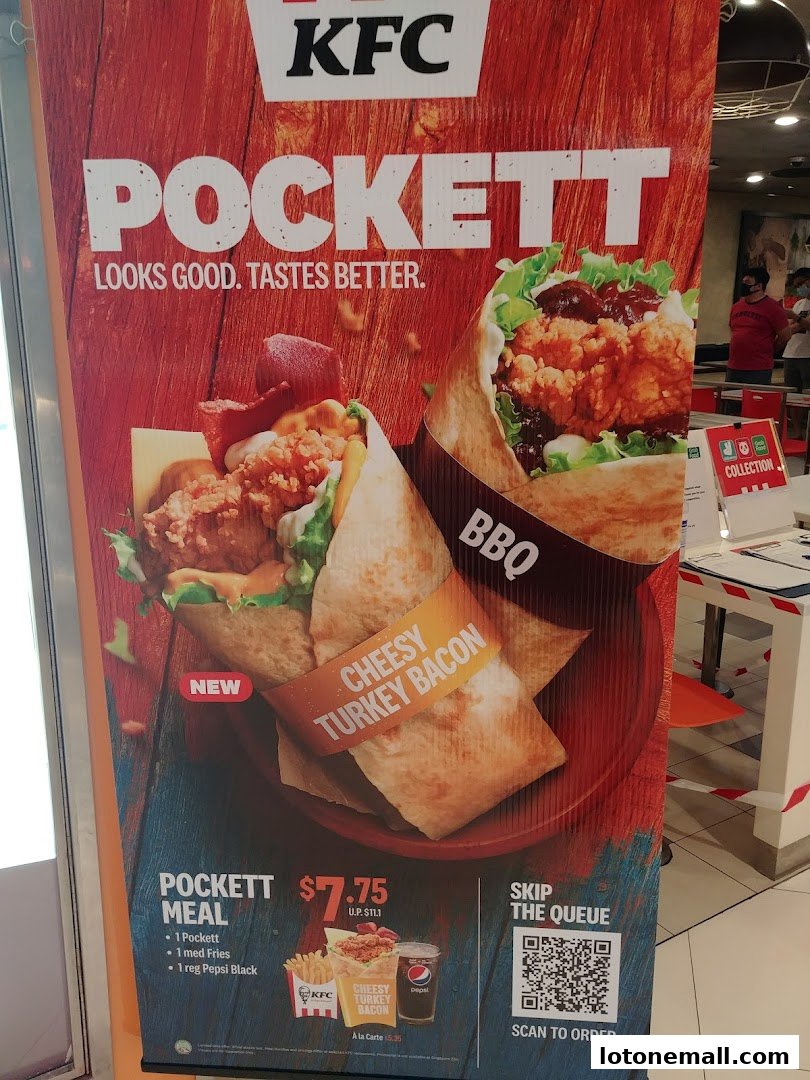 KFC
POCKETT
LOOKS GOOD. TASTES BETTER.
BBQ
CHEESY
TURKEY BACON
NEW
COLLECTION
POCKETT
MEAL
• 1 Pockett
• 1 med Fries
• 1 reg Pepsi Black
$7.75
U.P. $11.1
KFC
CHEESY
TURKEY
BACON
pepsi
À la Carte $5.35
SKIP
THE QUEUE
SCAN TO ORDER
lotonemall.com